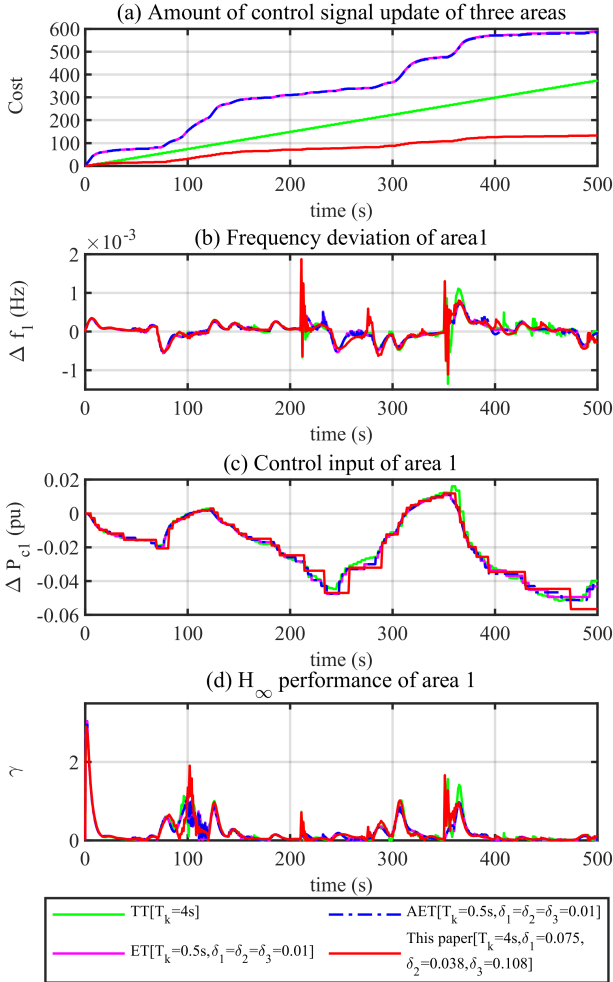 (a) Amount of control signal update of three areas
600
500
400
300
200
100
0
Cost
0 100 200 300 400 500
time (s)
(b) Frequency deviation of area1
×10⁻³
2
1
0
-1
Δ f₁ (Hz)
0 100 200 300 400 500
time (s)
(c) Control input of area 1
0.02
0
-0.02
-0.04
-0.06
Δ P_c1 (pu)
0 100 200 300 400 500
time (s)
(d) H∞ performance of area 1
2
0
γ
0 100 200 300 400 500
time (s)
TT[Tₖ=4s]
ET[Tₖ=0.5s,δ₁=δ₂=δ₃=0.01]
AET[Tₖ=0.5s,δ₁=δ₂=δ₃=0.01]
This paper[Tₖ=4s,δ₁=0.075,
δ₂=0.038,δ₃=0.108]